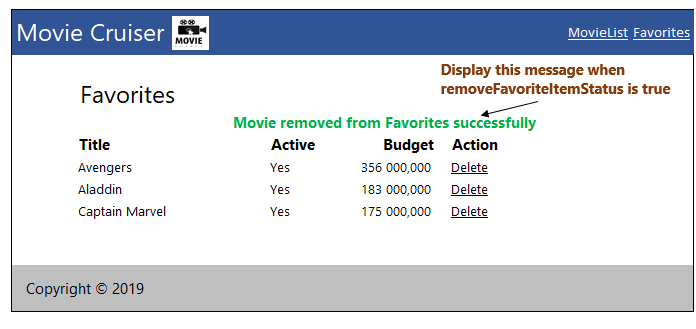 Movie Cruiser MOVIE MovieList Favorites
Display this message when
removeFavoriteItemStatus is true
Favorites
Movie removed from Favorites successfully
Title Active Budget Action
Avengers Yes 356 000,000 Delete
Aladdin Yes 183 000,000 Delete
Captain Marvel Yes 175 000,000 Delete
Copyright © 2019